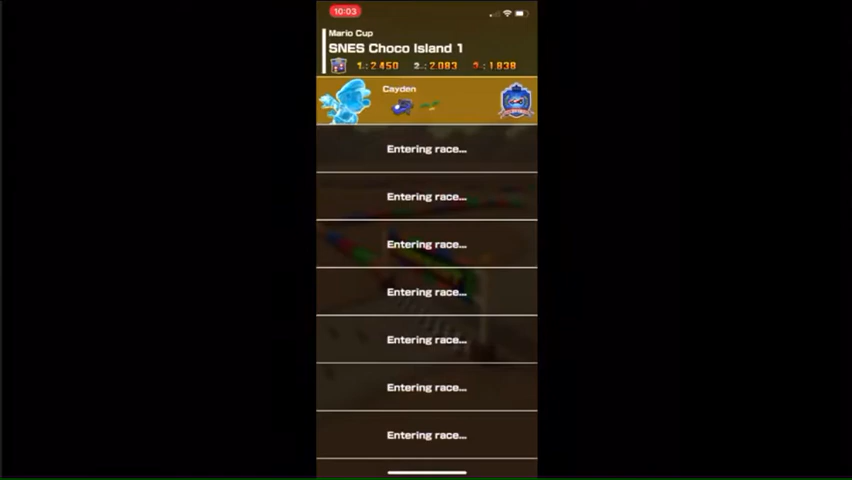 10:03
Mario Cup
SNES Choco Island 1
1.:2.450 2.:2.083 3.:1.838
Cayden
Entering race...
Entering race...
Entering race...
Entering race...
Entering race...
Entering race...
Entering race...